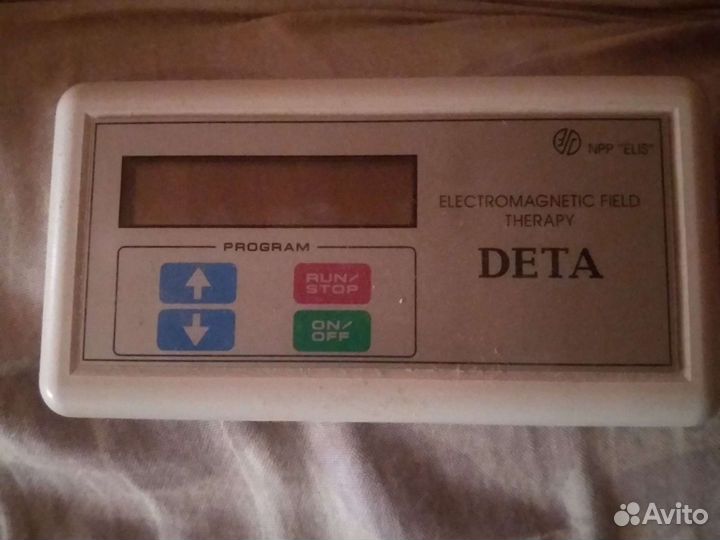 NPP "ELIS"
ELECTROMAGNETIC FIELD
THERAPY
DETA
PROGRAM
RUN/
STOP
ON/
OFF
Avito